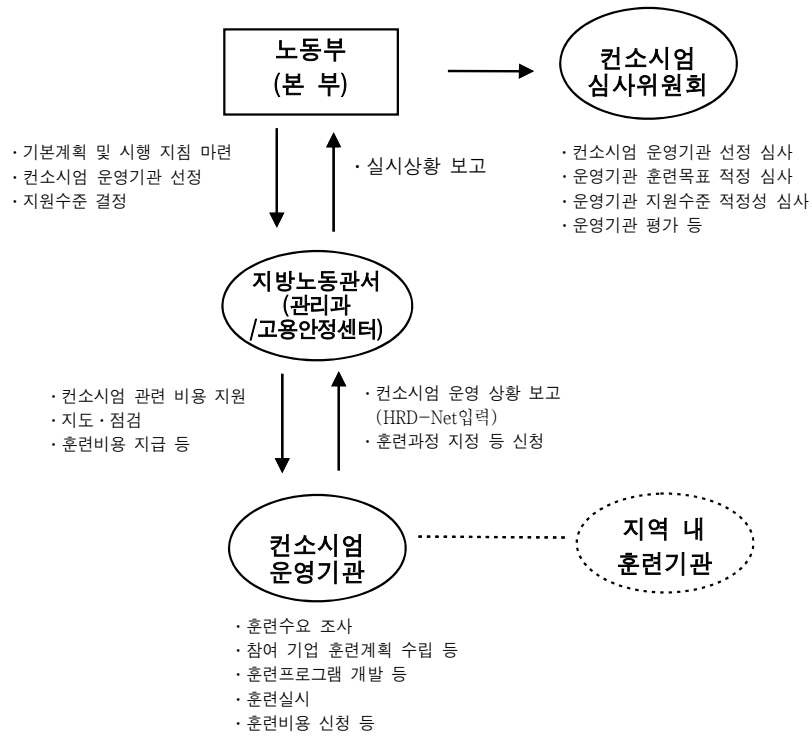 노동부
(본 부)
컨소시엄
심사위원회
· 기본계획 및 시행 지침 마련
· 컨소시엄 운영기관 선정
· 지원수준 결정
· 실시상황 보고
· 컨소시엄 운영기관 선정 심사
· 운영기관 훈련목표 적정 심사
· 운영기관 지원수준 적정성 심사
· 운영기관 평가 등
지방노동관서
(관리과
/고용안정센터)
· 컨소시엄 관련 비용 지원
· 지도·점검
· 훈련비용 지급 등
· 컨소시엄 운영 상황 보고
(HRD-Net입력)
· 훈련과정 지정 등 신청
컨소시엄
운영기관
지역 내
훈련기관
· 훈련수요 조사
· 참여 기업 훈련계획 수립 등
· 훈련프로그램 개발 등
· 훈련실시
· 훈련비용 신청 등